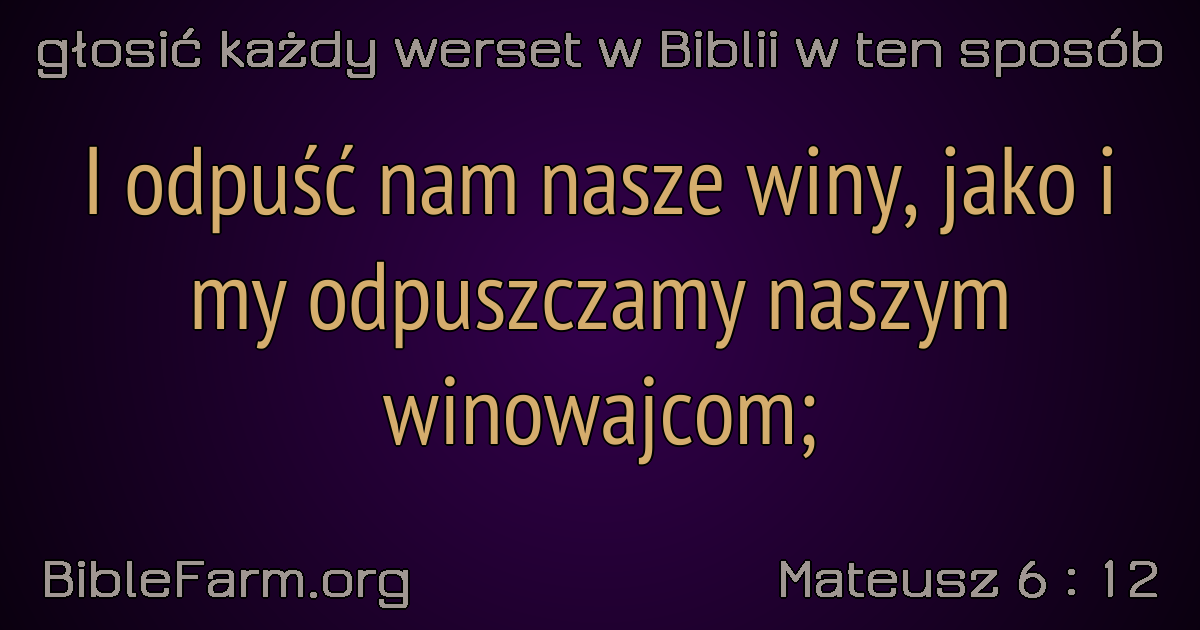 głosić każdy werset w Biblii w ten sposób
I odpuść nam nasze winy, jako i
my odpuszczamy naszym
winowajcom;
BibleFarm.org
Mateusz 6 : 12